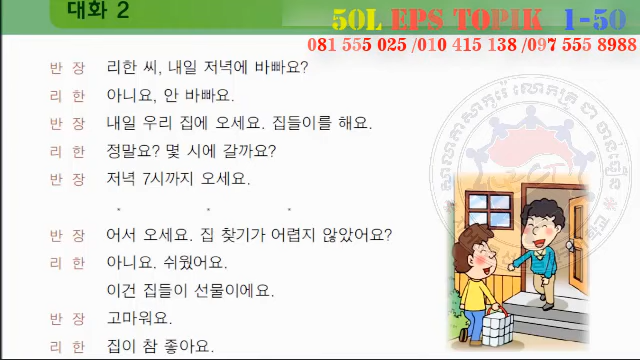 대화 2
50L EPS TOPIK 1-50
081 555 025 /010 415 138 /097 555 8988
반 장 리한 씨, 내일 저녁에 바빠요?
리 한 아니요, 안 바빠요.
반 장 내일 우리 집에 오세요. 집들이를 해요.
리 한 정말요? 몇 시에 갈까요?
반 장 저녁 7시까지 오세요.
반 장 어서 오세요. 집 찾기가 어렵지 않았어요?
리 한 아니요. 쉬웠어요.
이건 집들이 선물이에요.
반 장 고마워요.
리 한 집이 참 좋아요.